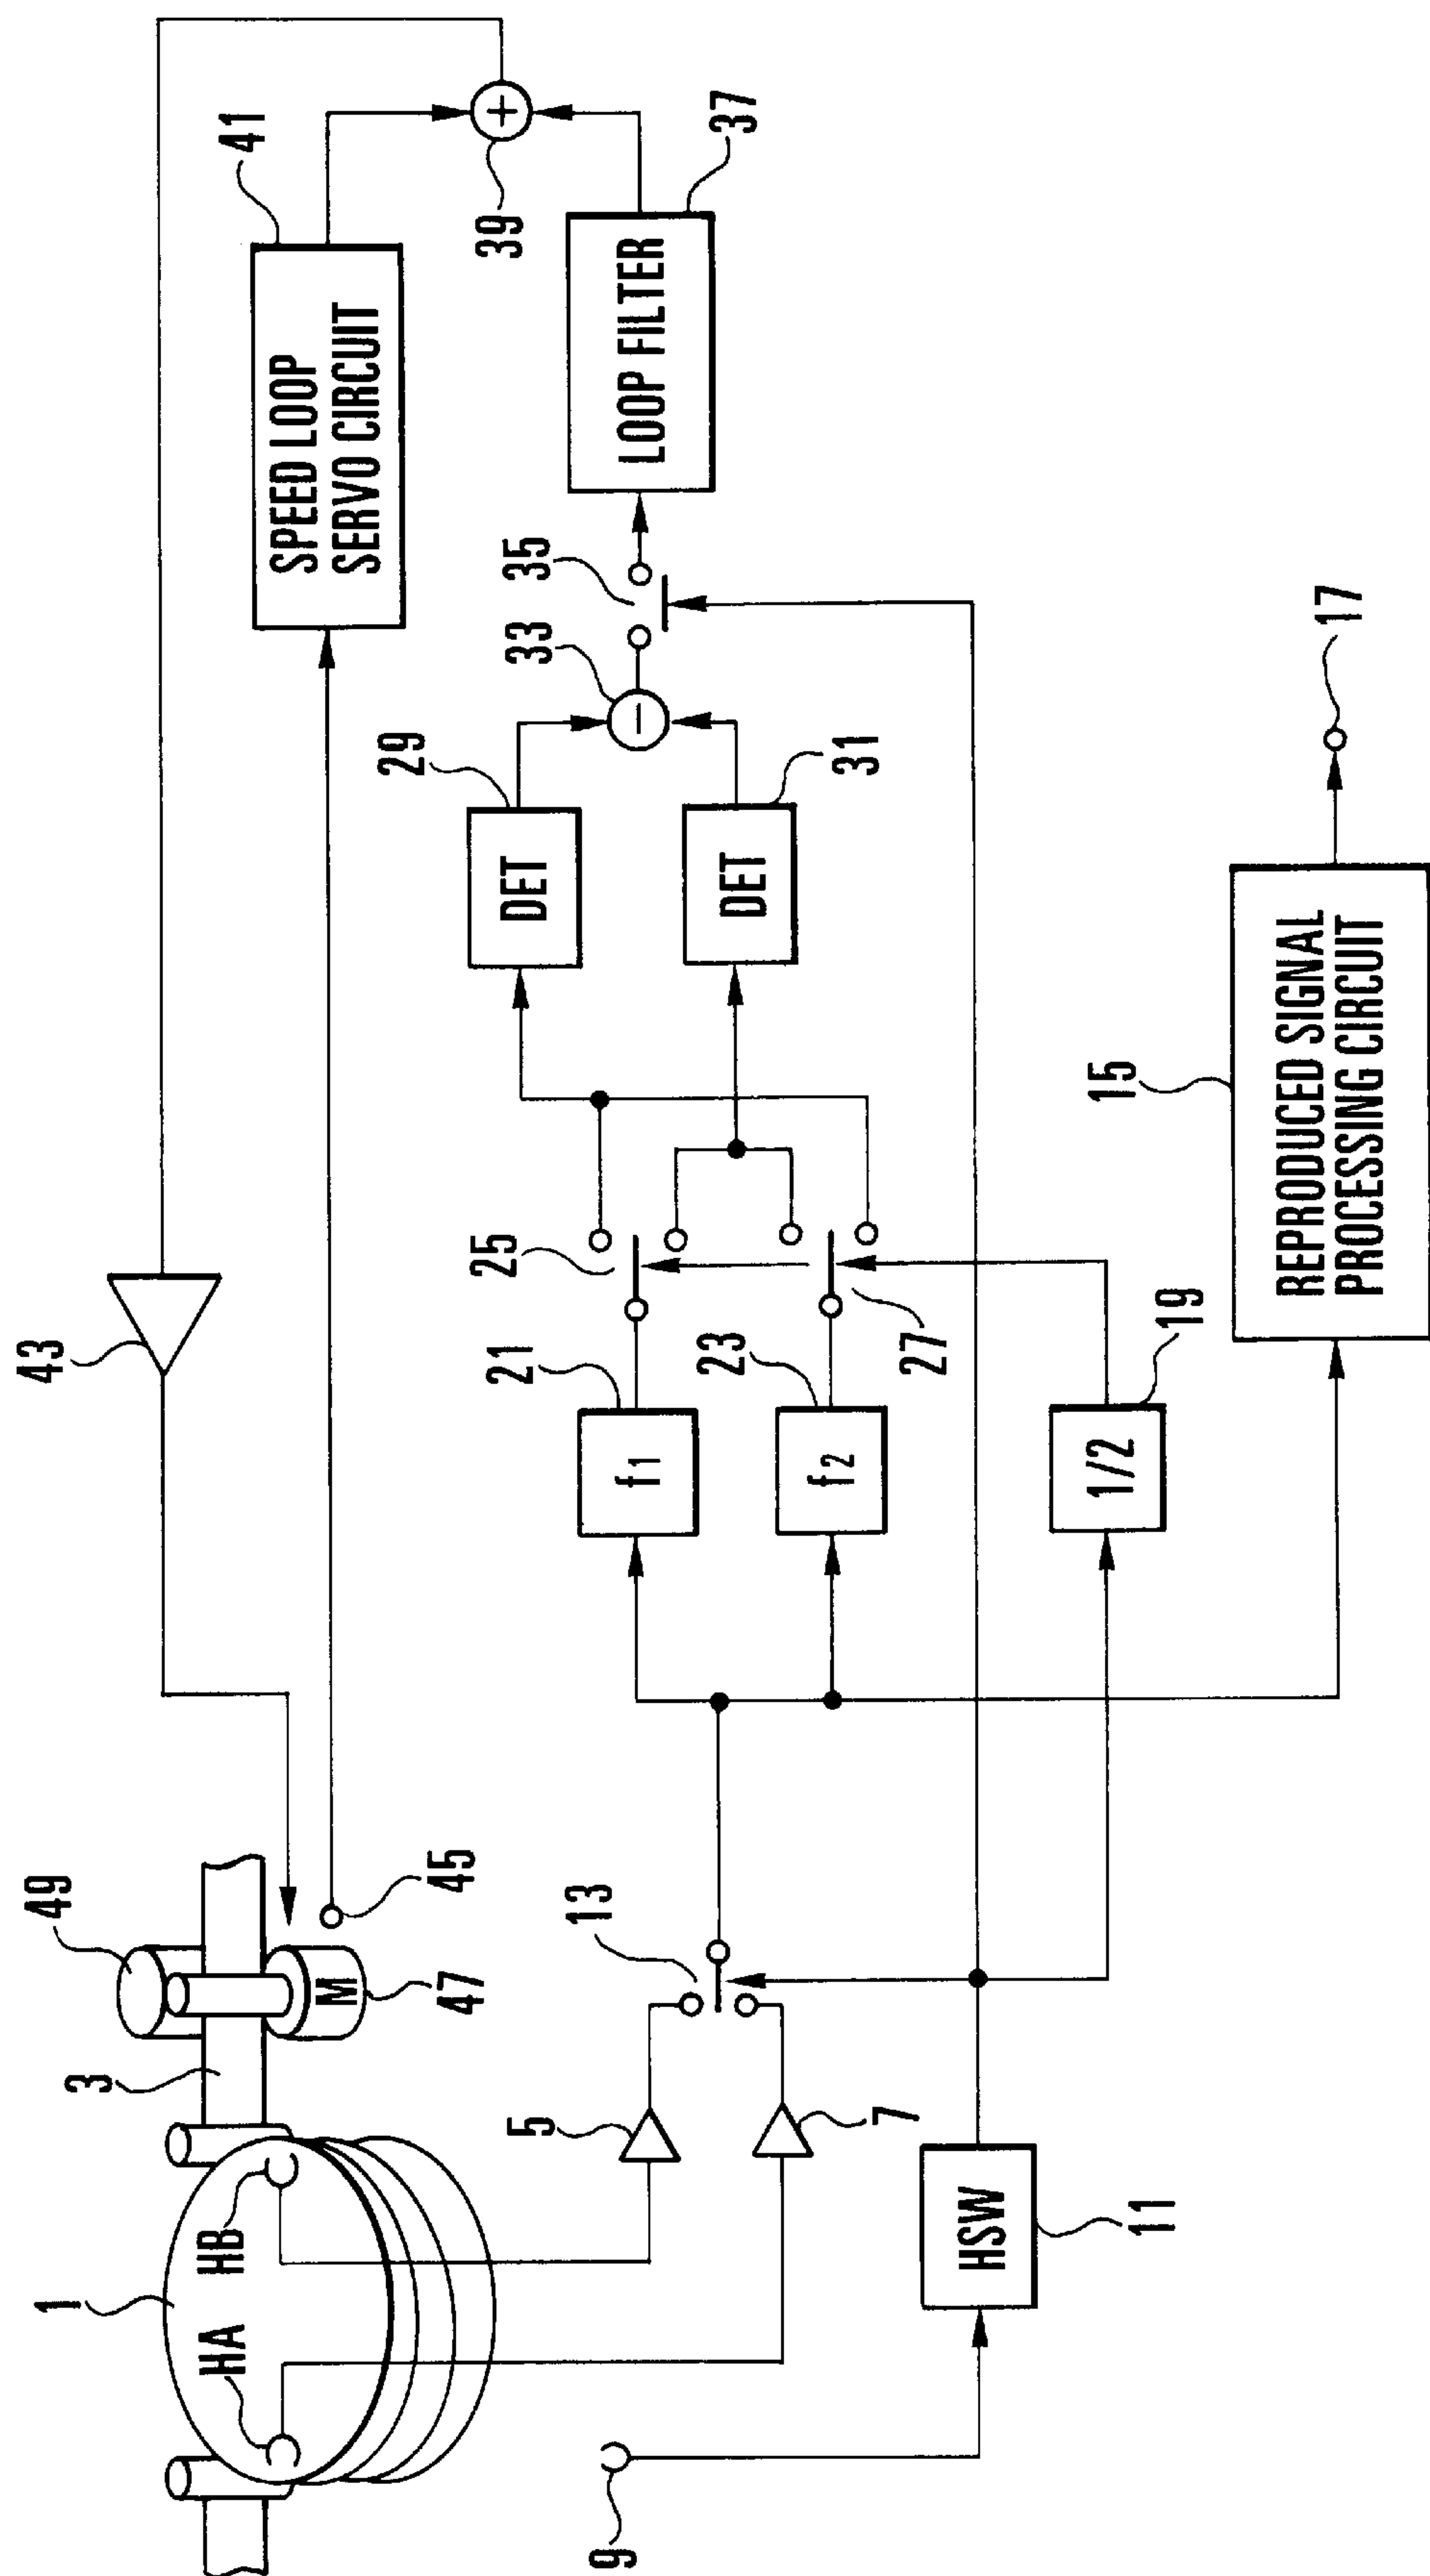 1
HA
HB
3
49
M
47
45
43
SPEED LOOP
SERVO CIRCUIT
41
39
+
9
HSW
11
5
7
13
f1
21
f2
23
25
27
1/2
19
DET
29
DET
31
33
−
35
LOOP FILTER
37
REPRODUCED SIGNAL
PROCESSING CIRCUIT
15
17